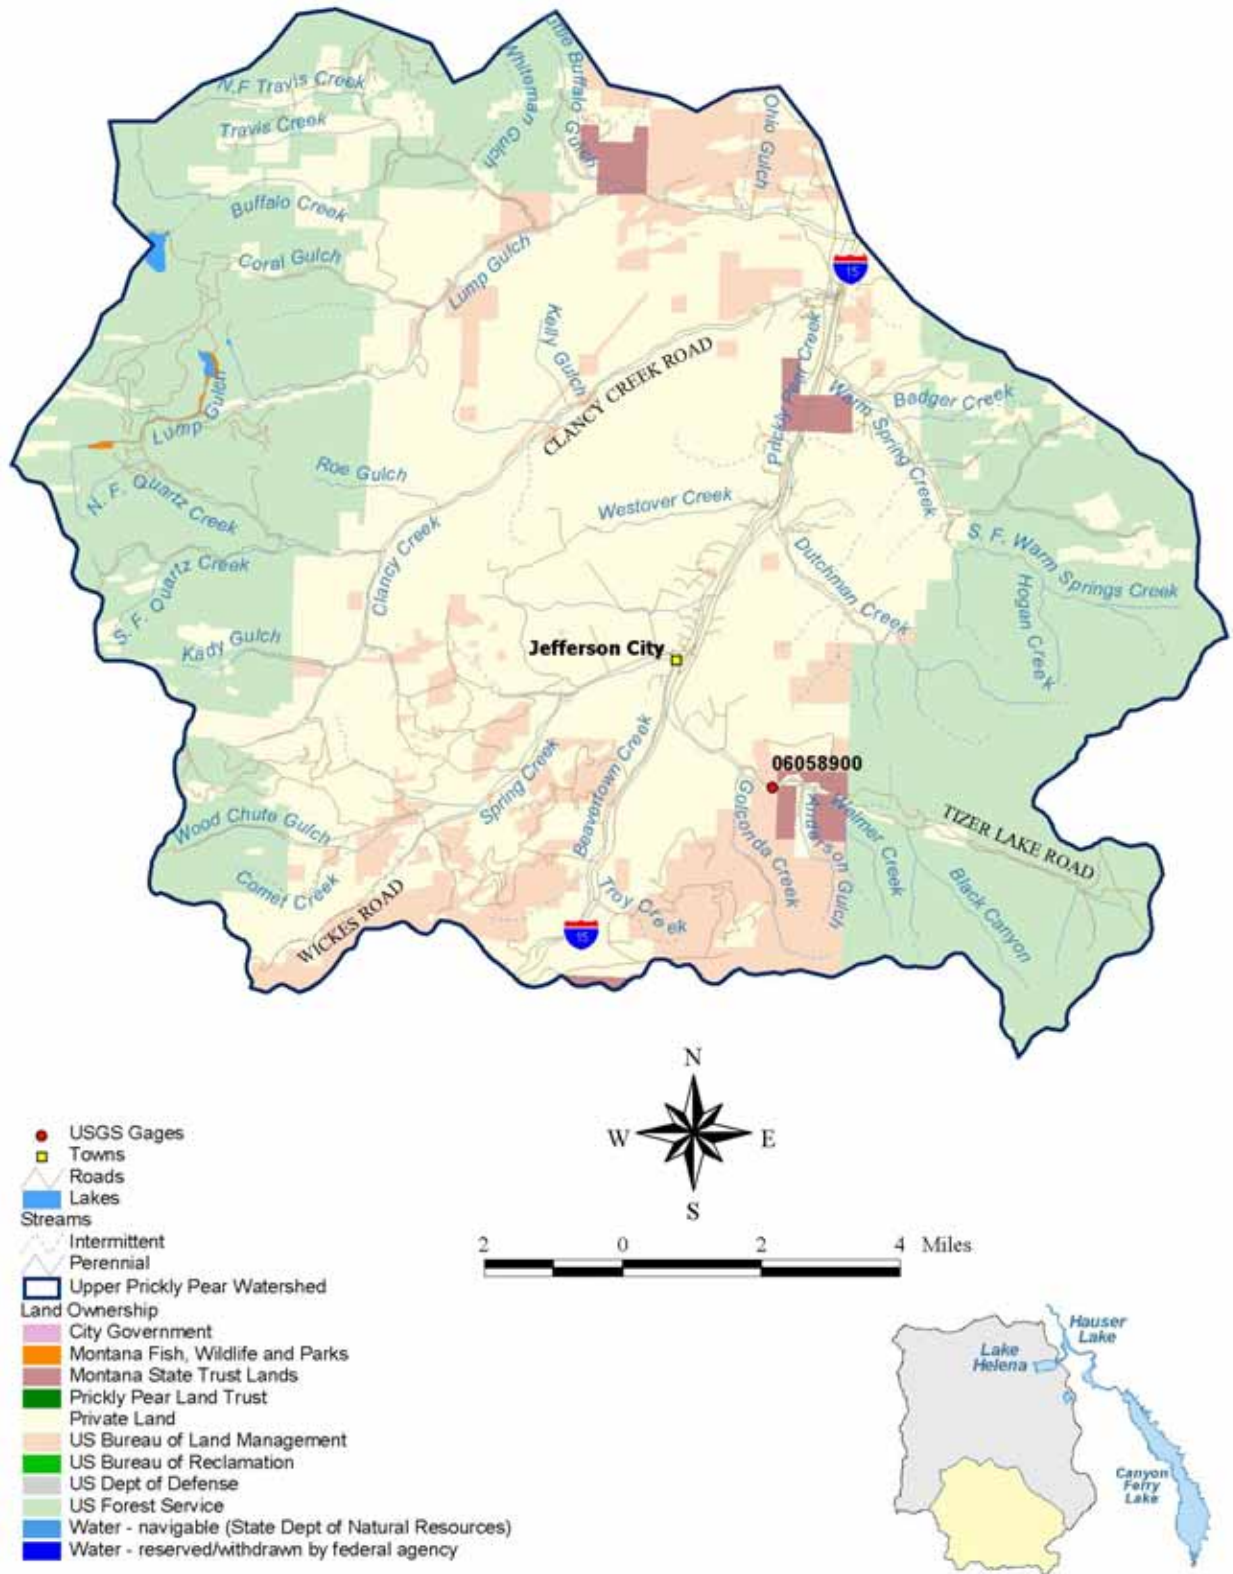 Little Buffalo Gulch
Whiteman Gulch
N.F Travis Creek
Travis Creek
Ohio Gulch
Buffalo Creek
Coral Gulch
Lump Gulch
15
Kelly Gulch
Prickly Pear Creek
CLANCY CREEK ROAD
Lump Gulch
Badger Creek
Warm Spring Creek
Roe Gulch
N. F. Quartz Creek
Westover Creek
Clancy Creek
S. F. Warm Springs Creek
Dutchman Creek
S. F. Quartz Creek
Hogan Creek
Kady Gulch
Jefferson City
Beavertown Creek
Spring Creek
06058900
Golconda Creek
Anderson Gulch
Weimer Creek
TIZER LAKE ROAD
Wood Chute Gulch
Comet Creek
WICKES ROAD
Troy Creek
Black Canyon
15
N
W E
S
USGS Gages
Towns
Roads
Lakes
Streams
Intermittent
Perennial
Upper Prickly Pear Watershed
Land Ownership
City Government
Montana Fish, Wildlife and Parks
Montana State Trust Lands
Prickly Pear Land Trust
Private Land
US Bureau of Land Management
US Bureau of Reclamation
US Dept of Defense
US Forest Service
Water - navigable (State Dept of Natural Resources)
Water - reserved/withdrawn by federal agency
2 0 2 4 Miles
Hauser
Lake
Lake
Helena
Canyon
Ferry
Lake